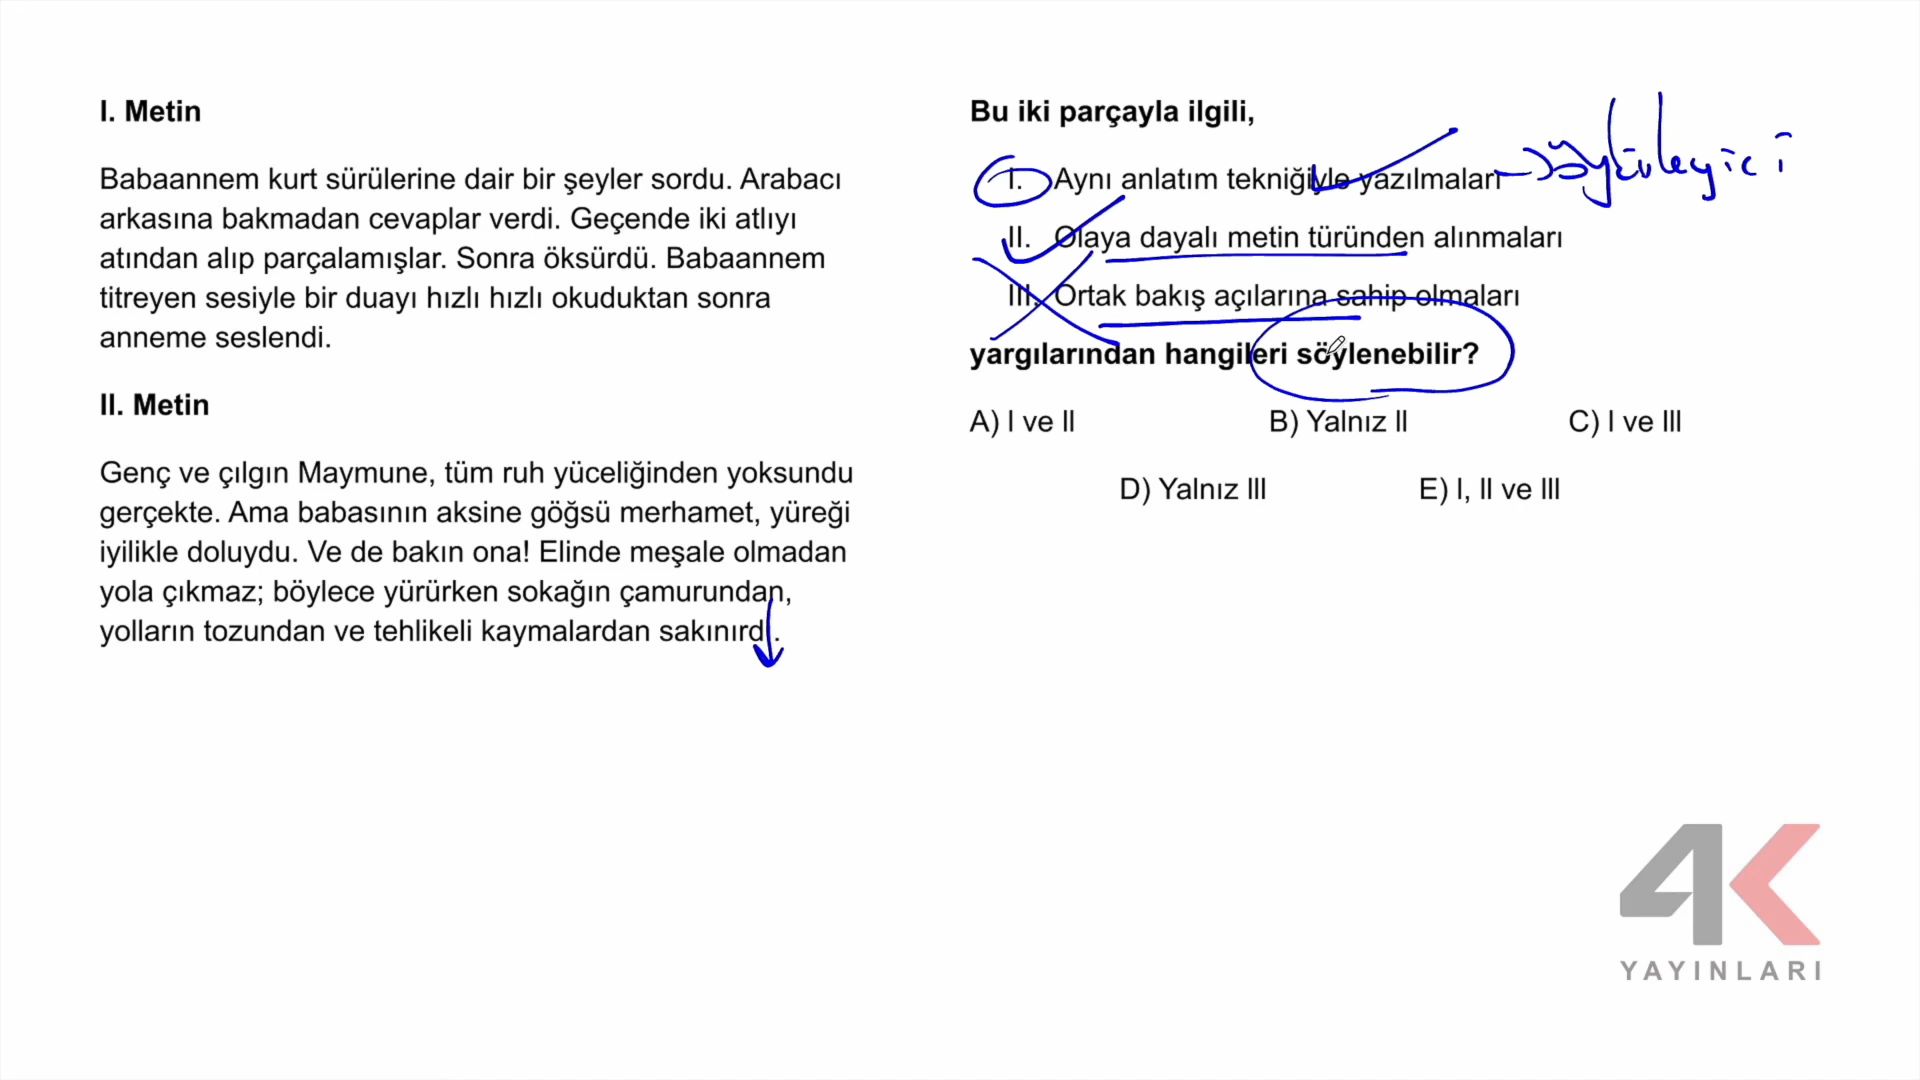 I. Metin
Babaannem kurt sürülerine dair bir şeyler sordu. Arabacı
arkasına bakmadan cevaplar verdi. Geçende iki atlıyı
atından alıp parçalamışlar. Sonra öksürdü. Babaannem
titreyen sesiyle bir duayı hızlı hızlı okuduktan sonra
anneme seslendi.
II. Metin
Genç ve çılgın Maymune, tüm ruh yüceliğinden yoksundu
gerçekte. Ama babasının aksine göğsü merhamet, yüreği
iyilikle doluydu. Ve de bakın ona! Elinde meşale olmadan
yola çıkmaz; böylece yürürken sokağın çamurundan,
yolların tozundan ve tehlikeli kaymalardan sakınırdı.
Bu iki parçayla ilgili,
I. Aynı anlatım tekniğiyle yazılmaları söyleyici
II. Olaya dayalı metin türünden alınmaları
III. Ortak bakış açılarına sahip olmaları
yargılarından hangileri söylenebilir?
A) I ve II B) Yalnız II C) I ve III
D) Yalnız III E) I, II ve III
4K
YAYINLARI